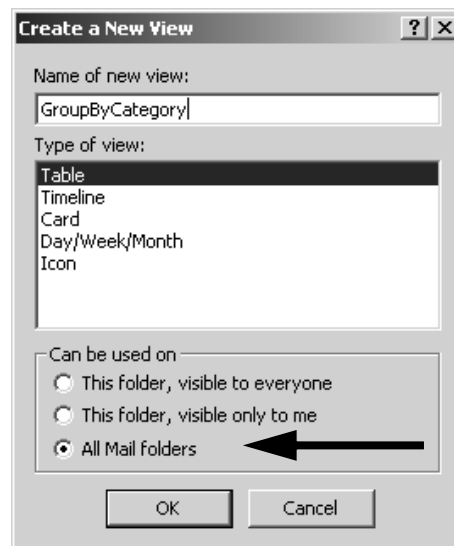 Create a New View
Name of new view:
GroupByCategory
Type of view:
Table
Timeline
Card
Day/Week/Month
Icon
Can be used on
This folder, visible to everyone
This folder, visible only to me
All Mail folders
OK Cancel